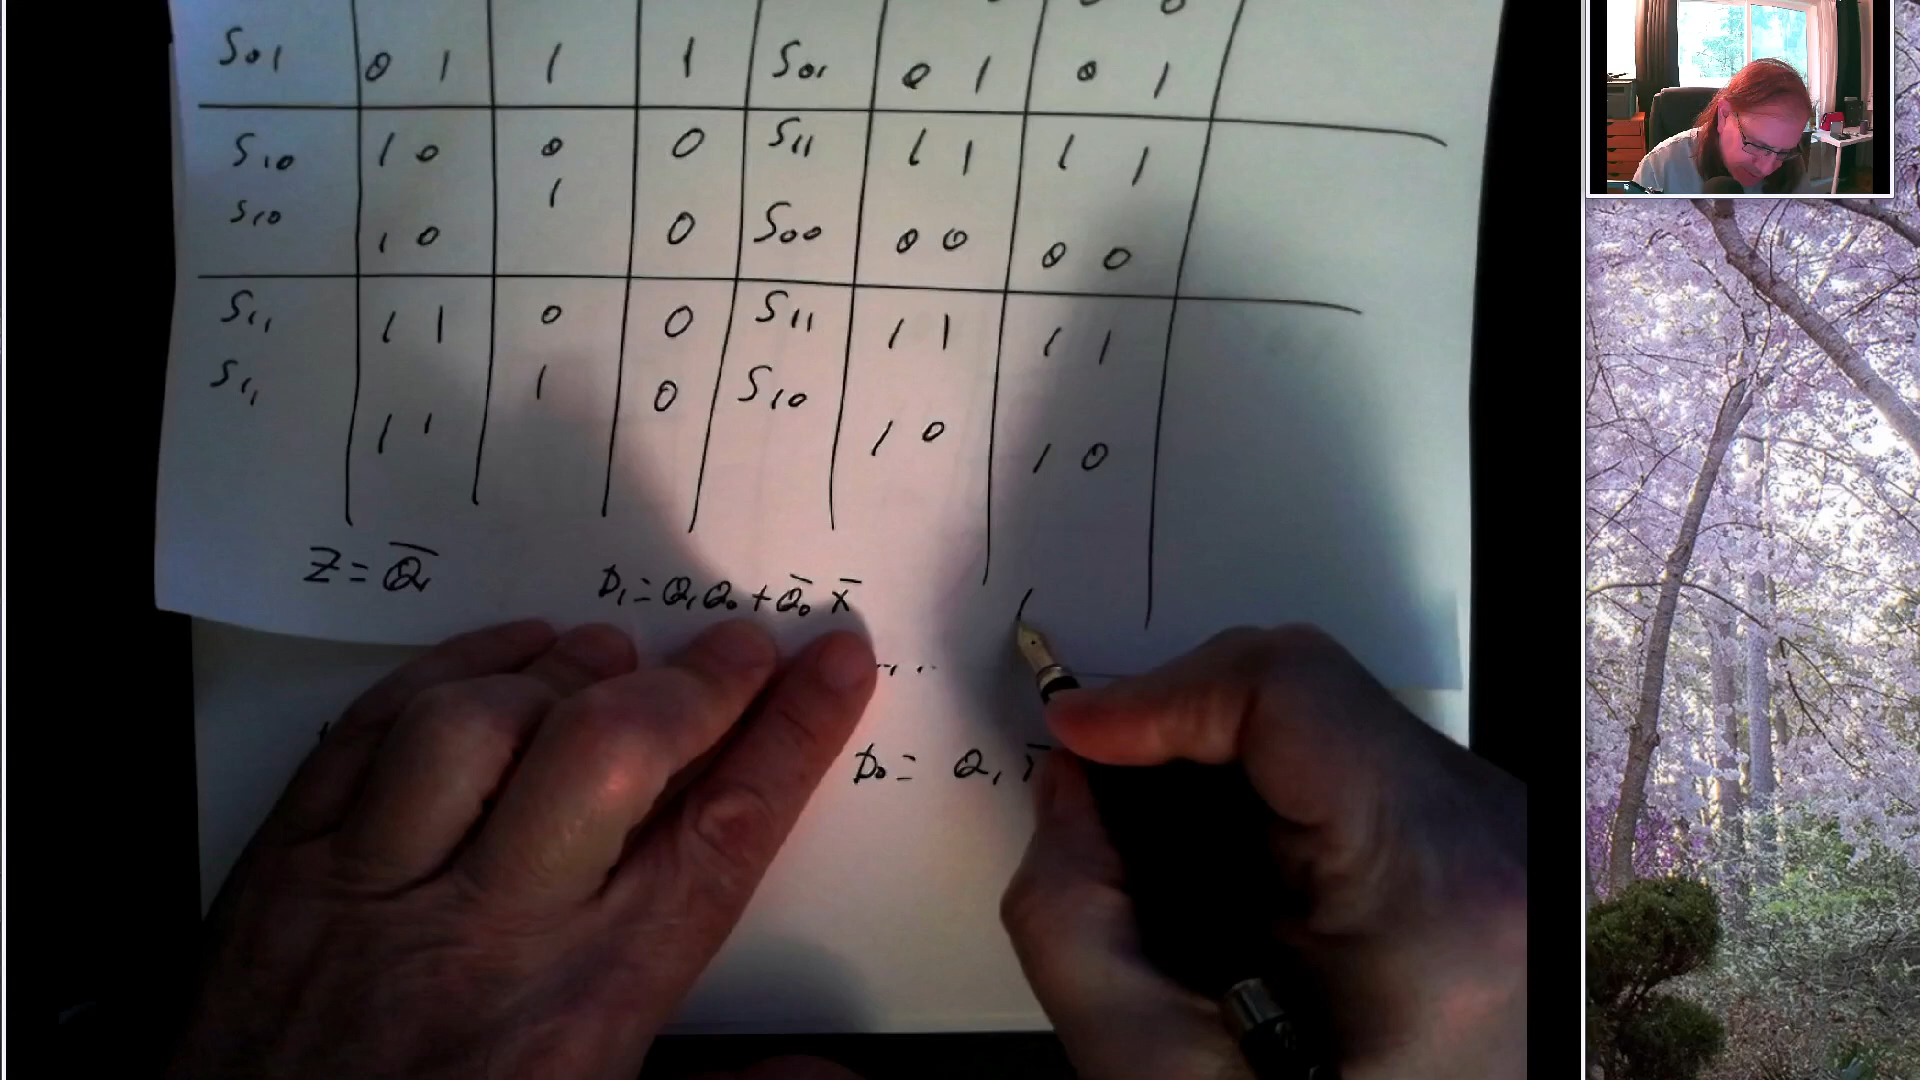 S01 0 1 1 1 S01 0 1 0 1
S10 1 0 0 0 S11 1 1 1 1
S10 1 0 1 0 S00 0 0 0 0
S11 1 1 0 0 S11 1 1 1 1
S11 1 1 1 0 S10 1 0 1 0
Z = Q̅₁ D₁ = Q₁Q₀ + Q̅₀ X̅
D₀ = Q₁